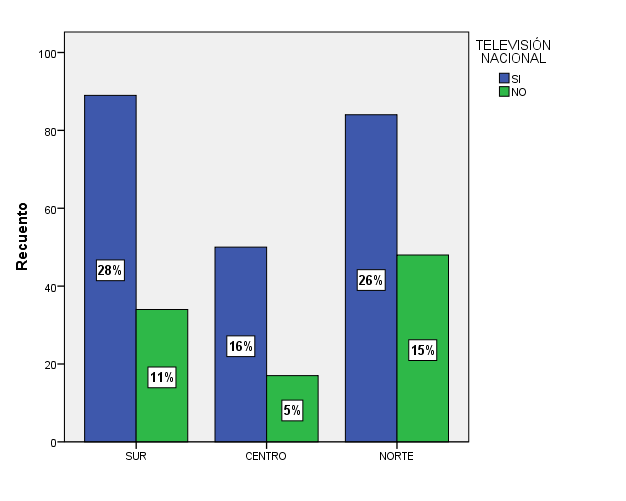 TELEVISIÓN
NACIONAL
SI
NO
Recuento
100
80
60
40
20
0
28%
11%
16%
5%
26%
15%
SUR
CENTRO
NORTE